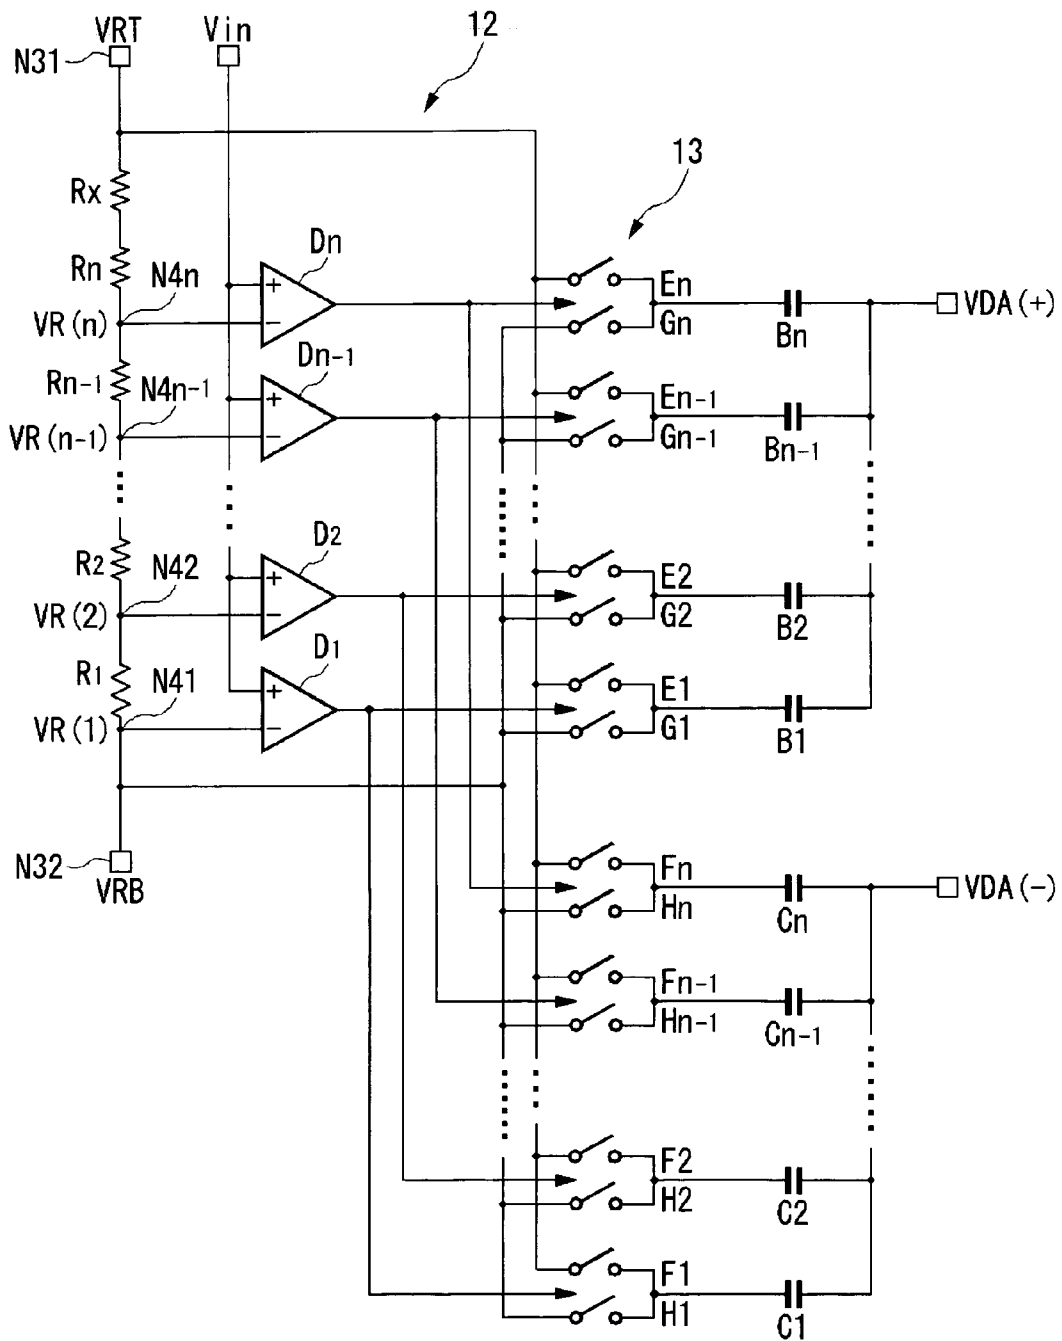 VRT Vin 12
N31
13
Rx
Dn
Rn N4n En
VR(n) Gn Bn VDA(+)
Dn-1
Rn-1 N4n-1 En-1
VR(n-1) Gn-1 Bn-1
D2
R2 N42 E2
VR(2) G2 B2
D1
R1 N41 E1
VR(1) G1 B1
N32 VRB
Fn
Hn Cn VDA(-)
Fn-1
Hn-1 Cn-1
F2
H2 C2
F1
H1 C1